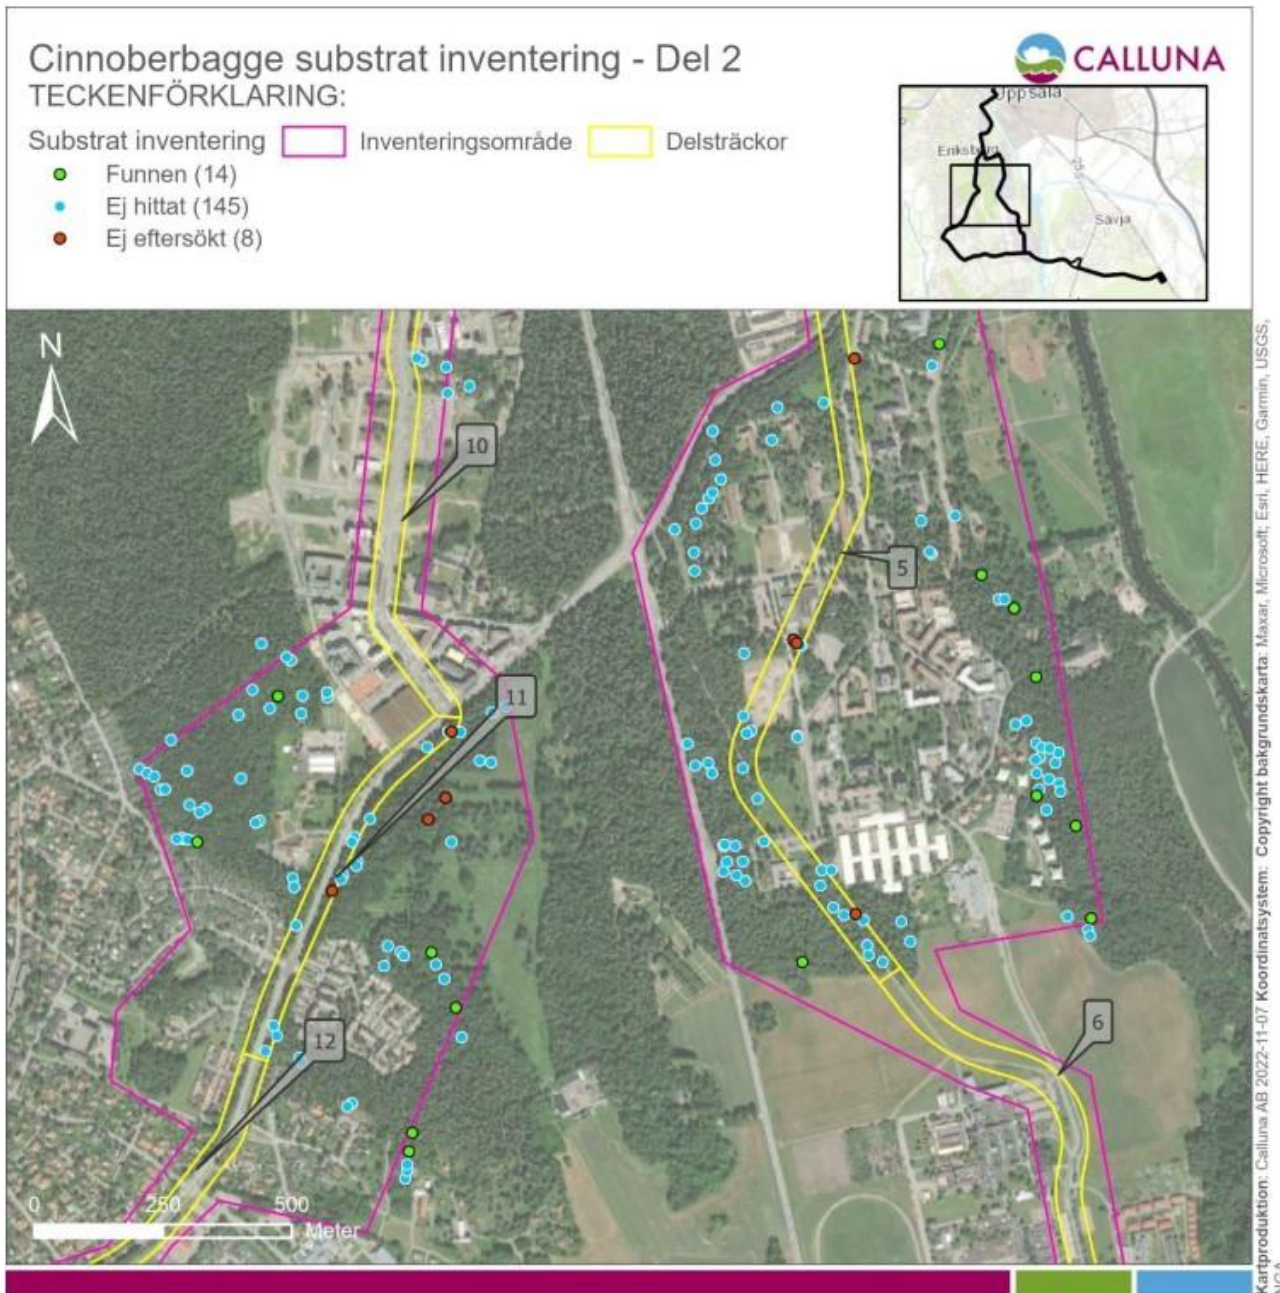 Cinnoberbagge substrat inventering - Del 2
TECKENFÖRKLARING:
Substrat inventering
Inventeringsområde
Delsträckor
Funnen (14)
Ej hittat (145)
Ej eftersökt (8)
CALLUNA
Uppsala
Eriksberg
Sävja
N
10
5
11
6
12
0 250 500
Meter
Kartproduktion: Calluna AB 2022-11-07 Koordinatsystem: Copyright bakgrundskarta: Maxar, Microsoft, Esri, HERE, Garmin, USGS,
NGA